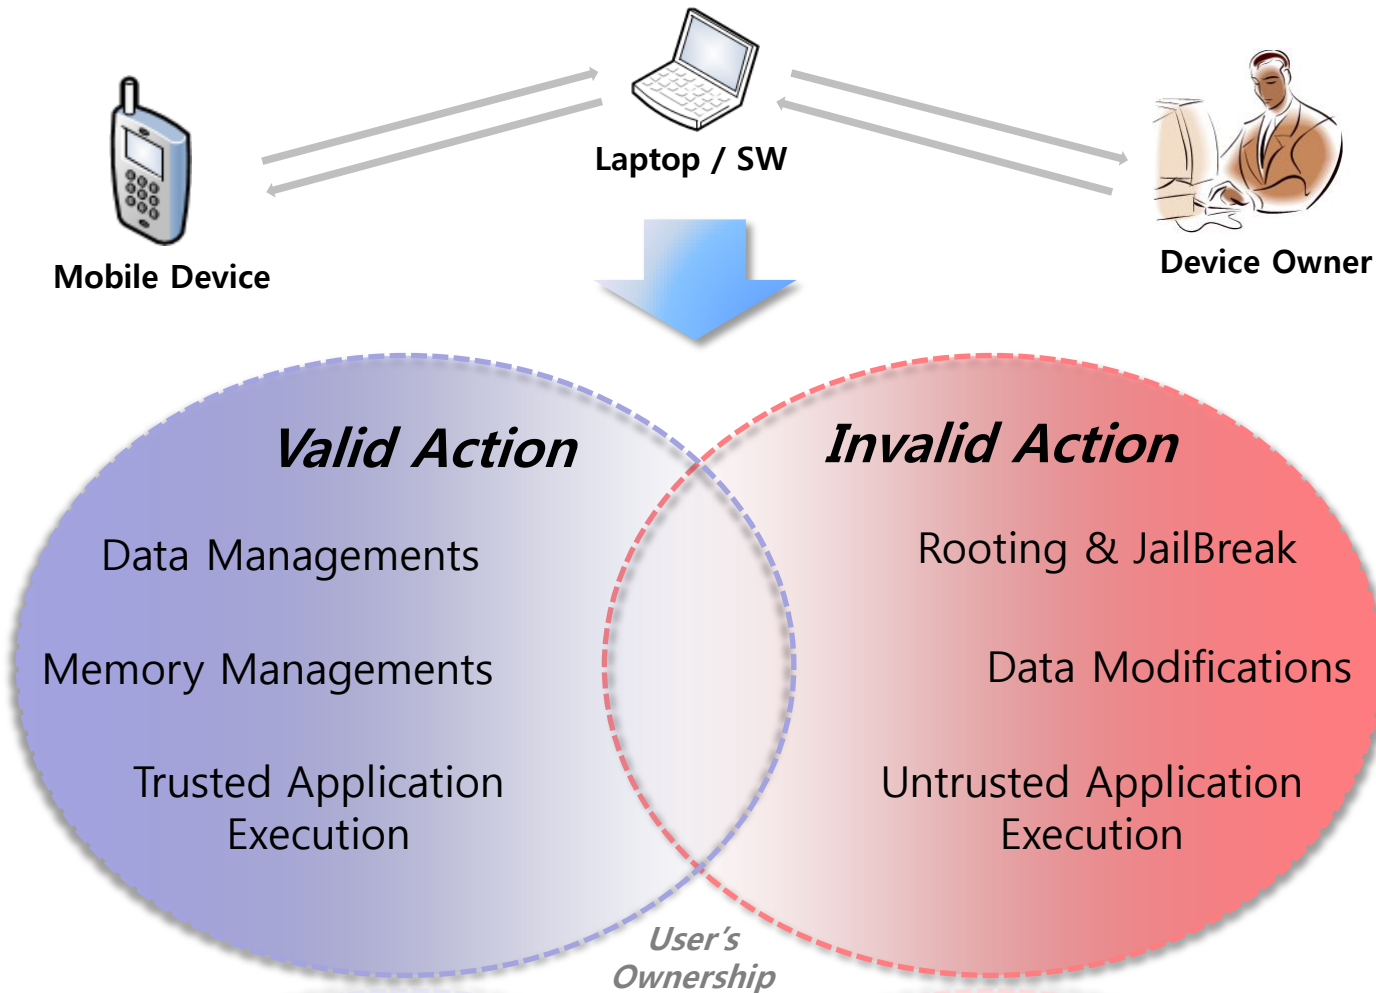 Laptop / SW
Mobile Device
Device Owner
Valid Action
Invalid Action
Data Managements
Rooting & JailBreak
Memory Managements
Data Modifications
Trusted Application
Execution
Untrusted Application
Execution
User's
Ownership